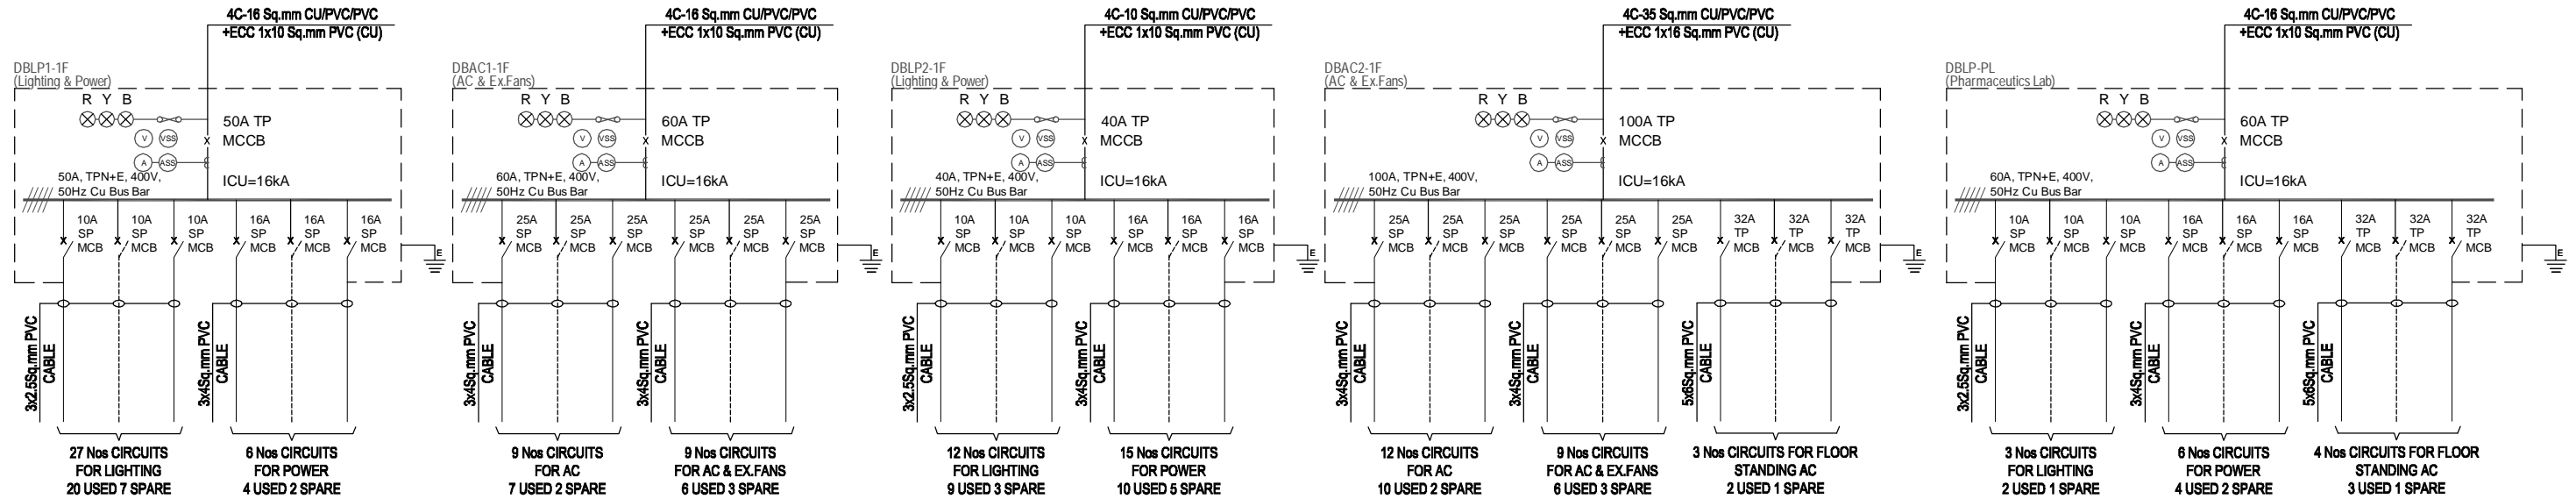 4C-16 Sq.mm CU/PVC/PVC
+ECC 1x10 Sq.mm PVC (CU)
DBLP1-1F
(Lighting & Power)
R Y B
50A TP
MCCB
V VSS
A ASS
ICU=16kA
50A, TPN+E, 400V,
50Hz Cu Bus Bar
10A SP MCB
10A SP MCB
10A SP MCB
16A SP MCB
16A SP MCB
16A SP MCB
E
3x2.5Sq.mm PVC
CABLE
3x4Sq.mm PVC
CABLE
27 Nos CIRCUITS
FOR LIGHTING
20 USED 7 SPARE
6 Nos CIRCUITS
FOR POWER
4 USED 2 SPARE
4C-16 Sq.mm CU/PVC/PVC
+ECC 1x10 Sq.mm PVC (CU)
DBAC1-1F
(AC & Ex.Fans)
R Y B
60A TP
MCCB
V VSS
A ASS
ICU=16kA
60A, TPN+E, 400V,
50Hz Cu Bus Bar
25A SP MCB
25A SP MCB
25A SP MCB
25A SP MCB
25A SP MCB
25A SP MCB
E
3x4Sq.mm PVC
CABLE
3x4Sq.mm PVC
CABLE
9 Nos CIRCUITS
FOR AC
7 USED 2 SPARE
9 Nos CIRCUITS
FOR AC & EX.FANS
6 USED 3 SPARE
4C-10 Sq.mm CU/PVC/PVC
+ECC 1x10 Sq.mm PVC (CU)
DBLP2-1F
(Lighting & Power)
R Y B
40A TP
MCCB
V VSS
A ASS
ICU=16kA
40A, TPN+E, 400V,
50Hz Cu Bus Bar
10A SP MCB
10A SP MCB
10A SP MCB
16A SP MCB
16A SP MCB
16A SP MCB
E
3x2.5Sq.mm PVC
CABLE
3x4Sq.mm PVC
CABLE
12 Nos CIRCUITS
FOR LIGHTING
9 USED 3 SPARE
15 Nos CIRCUITS
FOR POWER
10 USED 5 SPARE
4C-35 Sq.mm CU/PVC/PVC
+ECC 1x16 Sq.mm PVC (CU)
DBAC2-1F
(AC & Ex.Fans)
R Y B
100A TP
MCCB
V VSS
A ASS
ICU=16kA
100A, TPN+E, 400V,
50Hz Cu Bus Bar
25A SP MCB
25A SP MCB
25A SP MCB
25A SP MCB
25A SP MCB
25A SP MCB
32A TP MCB
32A TP MCB
32A TP MCB
E
3x4Sq.mm PVC
CABLE
3x4Sq.mm PVC
CABLE
5x6Sq.mm PVC
CABLE
12 Nos CIRCUITS
FOR AC
10 USED 2 SPARE
9 Nos CIRCUITS
FOR AC & EX.FANS
6 USED 3 SPARE
3 Nos CIRCUITS FOR FLOOR
STANDING AC
2 USED 1 SPARE
4C-16 Sq.mm CU/PVC/PVC
+ECC 1x10 Sq.mm PVC (CU)
DBLP-PL
(Pharmaceutics Lab)
R Y B
60A TP
MCCB
V VSS
A ASS
ICU=16kA
60A, TPN+E, 400V,
50Hz Cu Bus Bar
10A SP MCB
10A SP MCB
10A SP MCB
16A SP MCB
16A SP MCB
16A SP MCB
32A TP MCB
32A TP MCB
32A TP MCB
E
3x2.5Sq.mm PVC
CABLE
3x4Sq.mm PVC
CABLE
5x6Sq.mm PVC
CABLE
3 Nos CIRCUITS
FOR LIGHTING
2 USED 1 SPARE
6 Nos CIRCUITS
FOR POWER
4 USED 2 SPARE
4 Nos CIRCUITS FOR FLOOR
STANDING AC
3 USED 1 SPARE